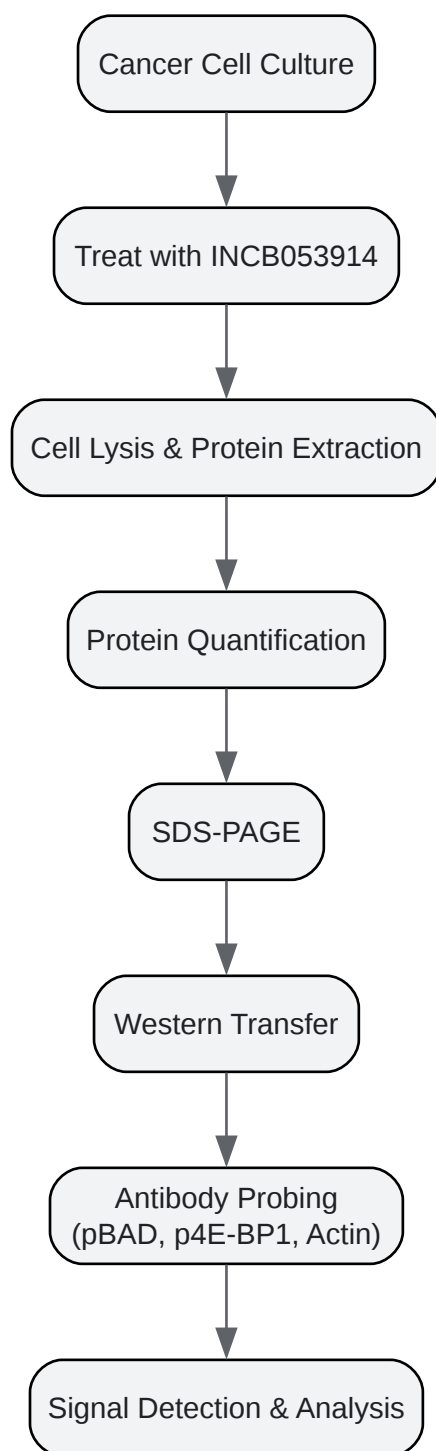 Cancer Cell Culture
Treat with INCB053914
Cell Lysis & Protein Extraction
Protein Quantification
SDS-PAGE
Western Transfer
Antibody Probing
(pBAD, p4E-BP1, Actin)
Signal Detection & Analysis